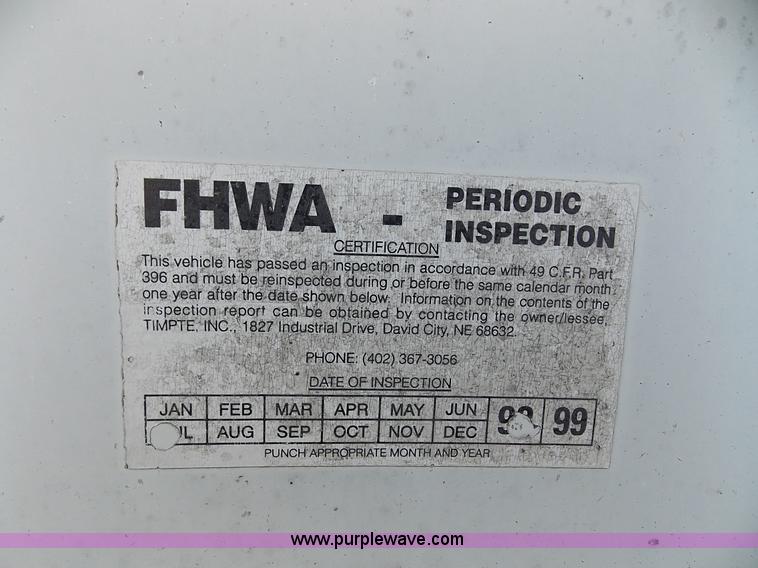 FHWA - PERIODIC INSPECTION
CERTIFICATION
This vehicle has passed an inspection in accordance with 49 C.F.R. Part
396 and must be reinspected during or before the same calendar month
one year after the date shown below. Information on the contents of the
inspection report can be obtained by contacting the owner/lessee,
TIMPTE, INC., 1827 Industrial Drive, David City, NE 68632.
PHONE: (402) 367-3056
DATE OF INSPECTION
JAN FEB MAR APR MAY JUN 99
AUG SEP OCT NOV DEC
PUNCH APPROPRIATE MONTH AND YEAR
www.purplewave.com